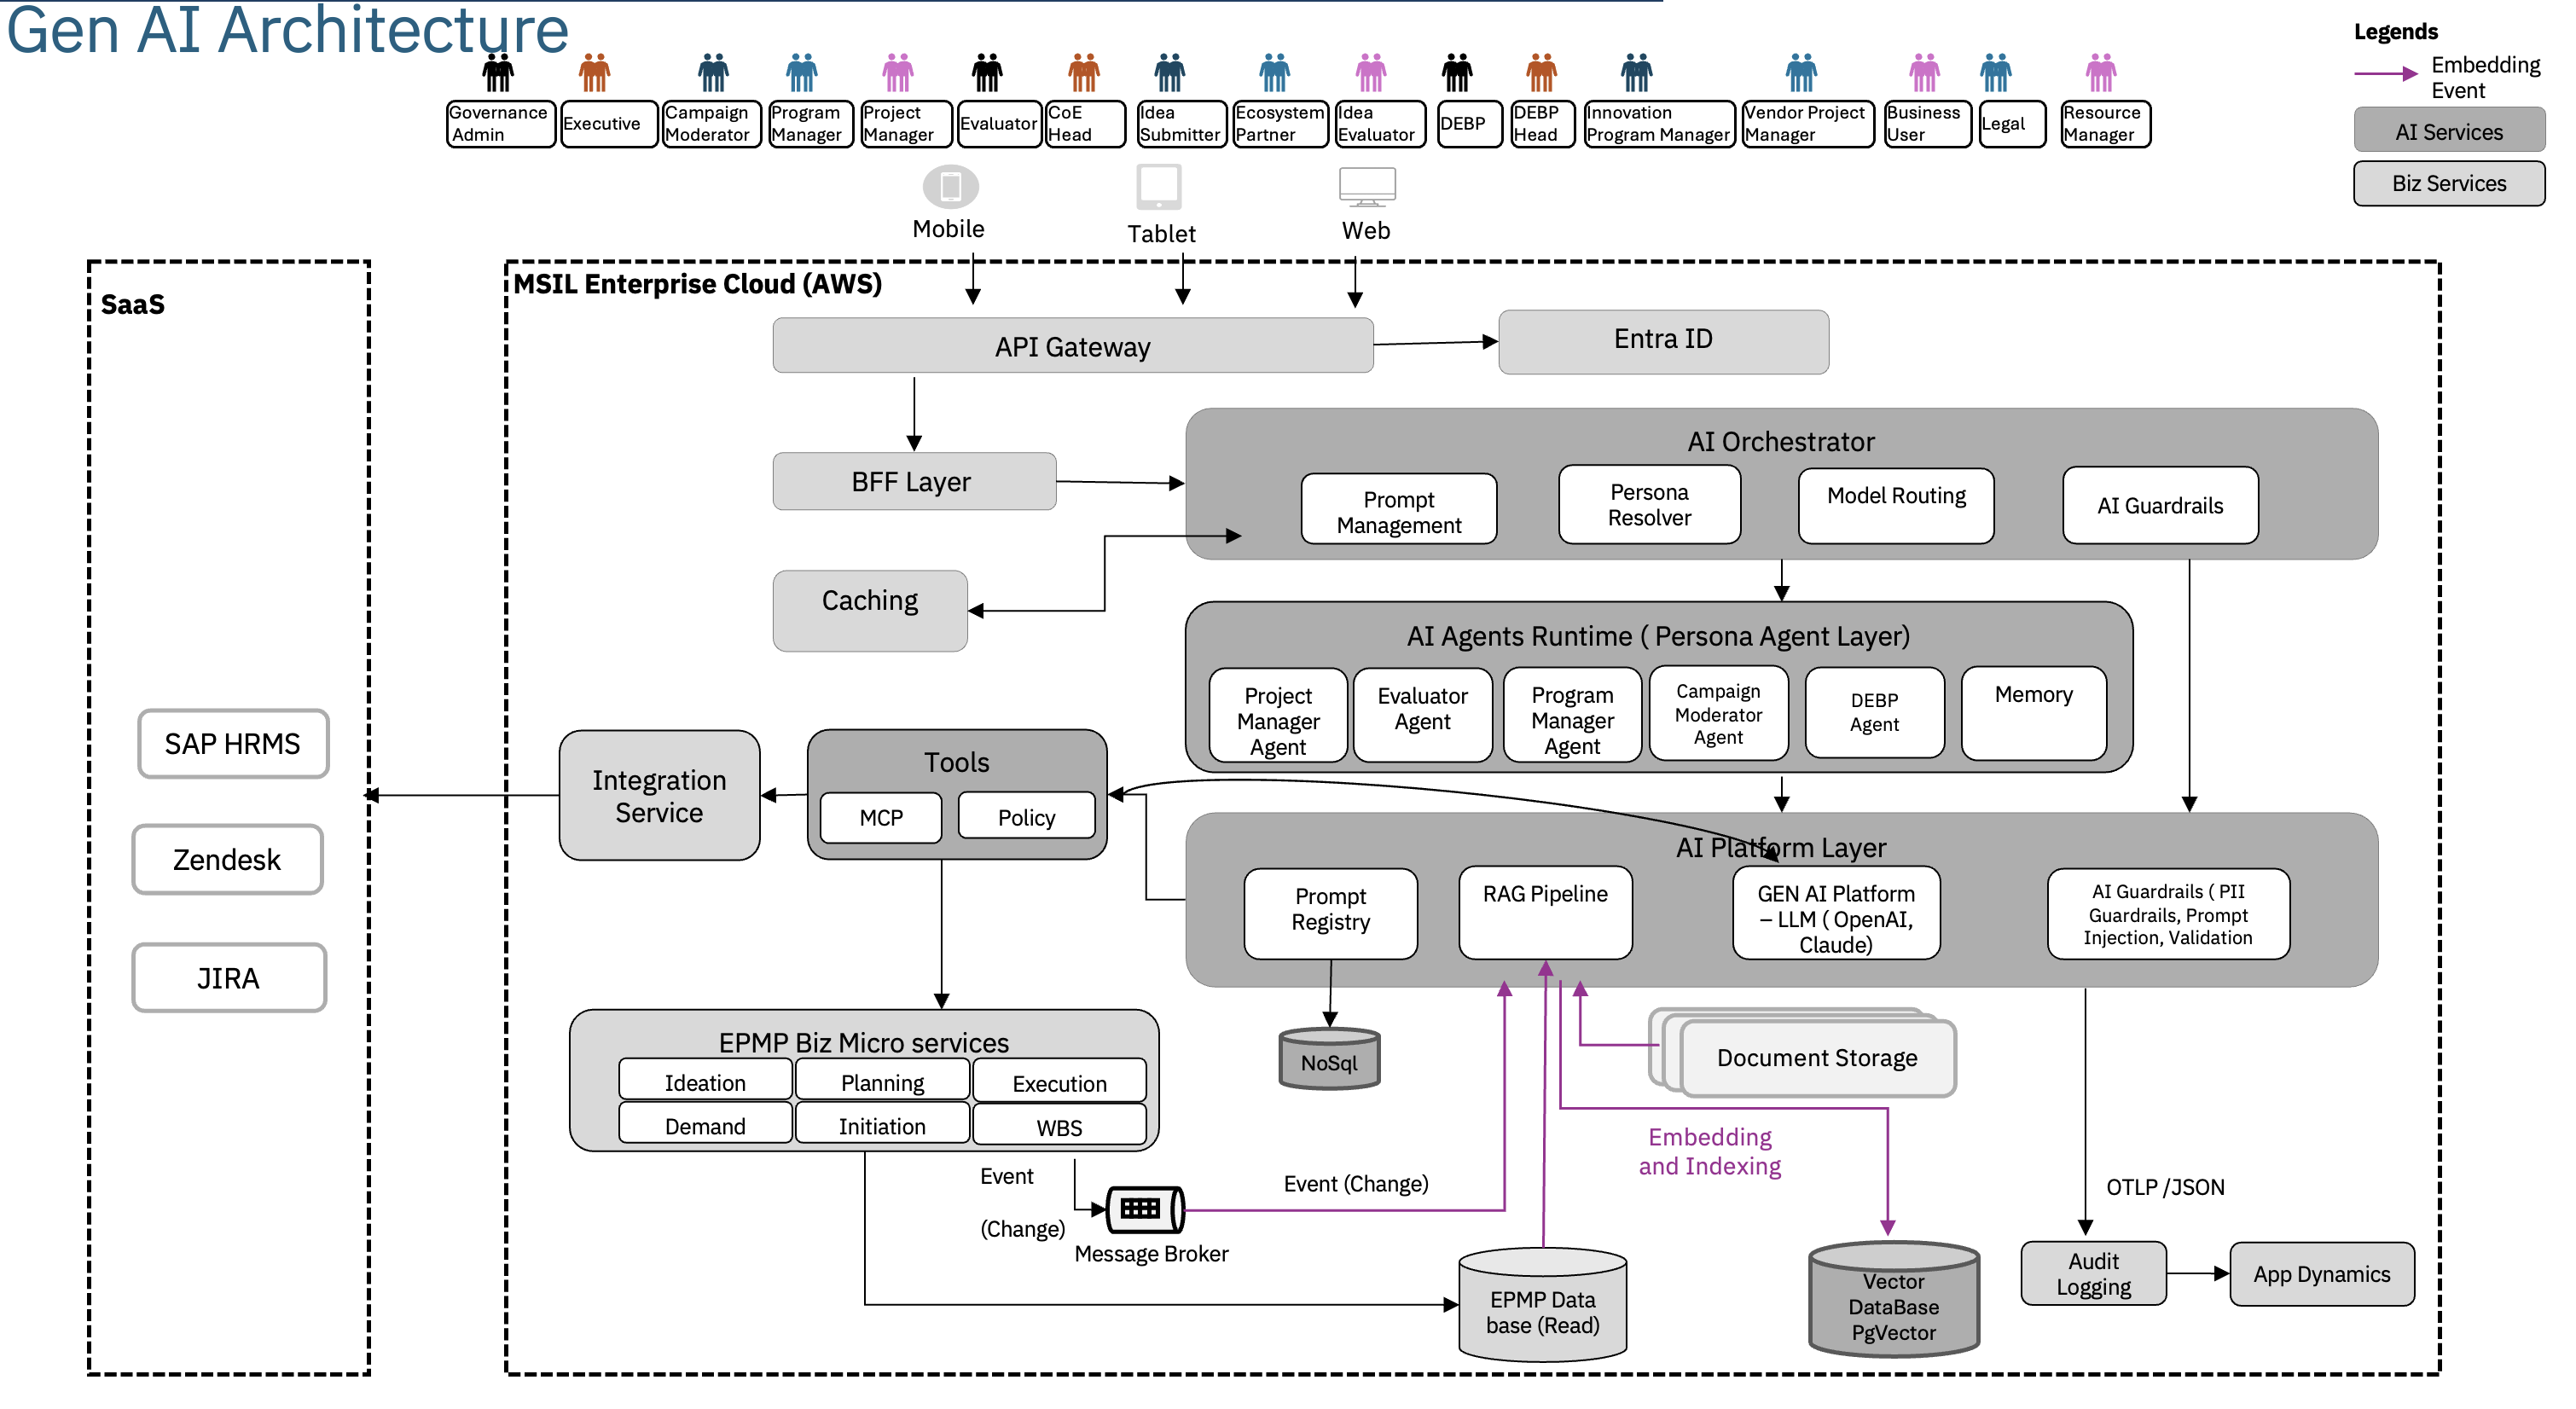 Gen AI Architecture
Legends
Embedding
Event
AI Services
Biz Services
Governance
Admin
Executive
Campaign
Moderator
Program
Manager
Project
Manager
Evaluator
CoE
Head
Idea
Submitter
Ecosystem
Partner
Idea
Evaluator
DEBP
DEBP
Head
Innovation
Program Manager
Vendor Project
Manager
Business
User
Legal
Resource
Manager
Mobile
Tablet
Web
SaaS
SAP HRMS
Zendesk
JIRA
MSIL Enterprise Cloud (AWS)
API Gateway
Entra ID
BFF Layer
Caching
AI Orchestrator
Prompt
Management
Persona
Resolver
Model Routing
AI Guardrails
AI Agents Runtime ( Persona Agent Layer)
Project
Manager
Agent
Evaluator
Agent
Program
Manager
Agent
Campaign
Moderator
Agent
DEBP
Agent
Memory
Integration
Service
Tools
MCP
Policy
AI Platform Layer
Prompt
Registry
RAG Pipeline
GEN AI Platform
– LLM ( OpenAI,
Claude)
AI Guardrails ( PII
Guardrails, Prompt
Injection, Validation
EPMP Biz Micro services
Ideation
Planning
Execution
Demand
Initiation
WBS
NoSql
Document Storage
Embedding
and Indexing
Event
(Change)
Message Broker
Event (Change)
OTLP /JSON
EPMP Data
base (Read)
Vector
DataBase
PgVector
Audit
Logging
App Dynamics